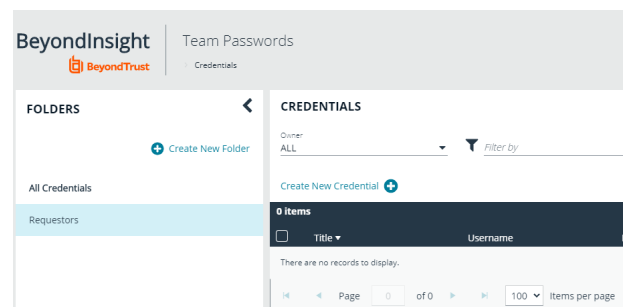 BeyondInsight
BeyondTrust
Team Passwords
Credentials
FOLDERS
Create New Folder
All Credentials
Requestors
CREDENTIALS
Owner
ALL
Filter by
Create New Credential
0 items
Title Username
There are no records to display.
Page 0 of 0 100 Items per page